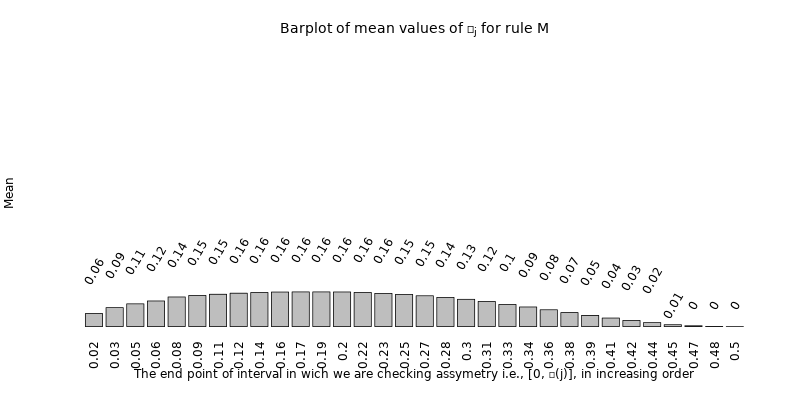 Barplot of mean values of □j for rule M
Mean
0.06 0.09 0.11 0.12 0.14 0.15 0.15 0.16 0.16 0.16 0.16 0.16 0.16 0.16 0.16 0.15 0.15 0.14 0.13 0.12 0.1 0.09 0.08 0.07 0.05 0.04 0.03 0.02 0.01 0 0 0
0.02 0.03 0.05 0.06 0.08 0.09 0.11 0.12 0.14 0.16 0.17 0.19 0.2 0.22 0.23 0.25 0.27 0.28 0.3 0.31 0.33 0.34 0.36 0.38 0.39 0.41 0.42 0.44 0.45 0.47 0.48 0.5
The end point of interval in wich we are checking assymetry i.e., [0, □(j)], in increasing order